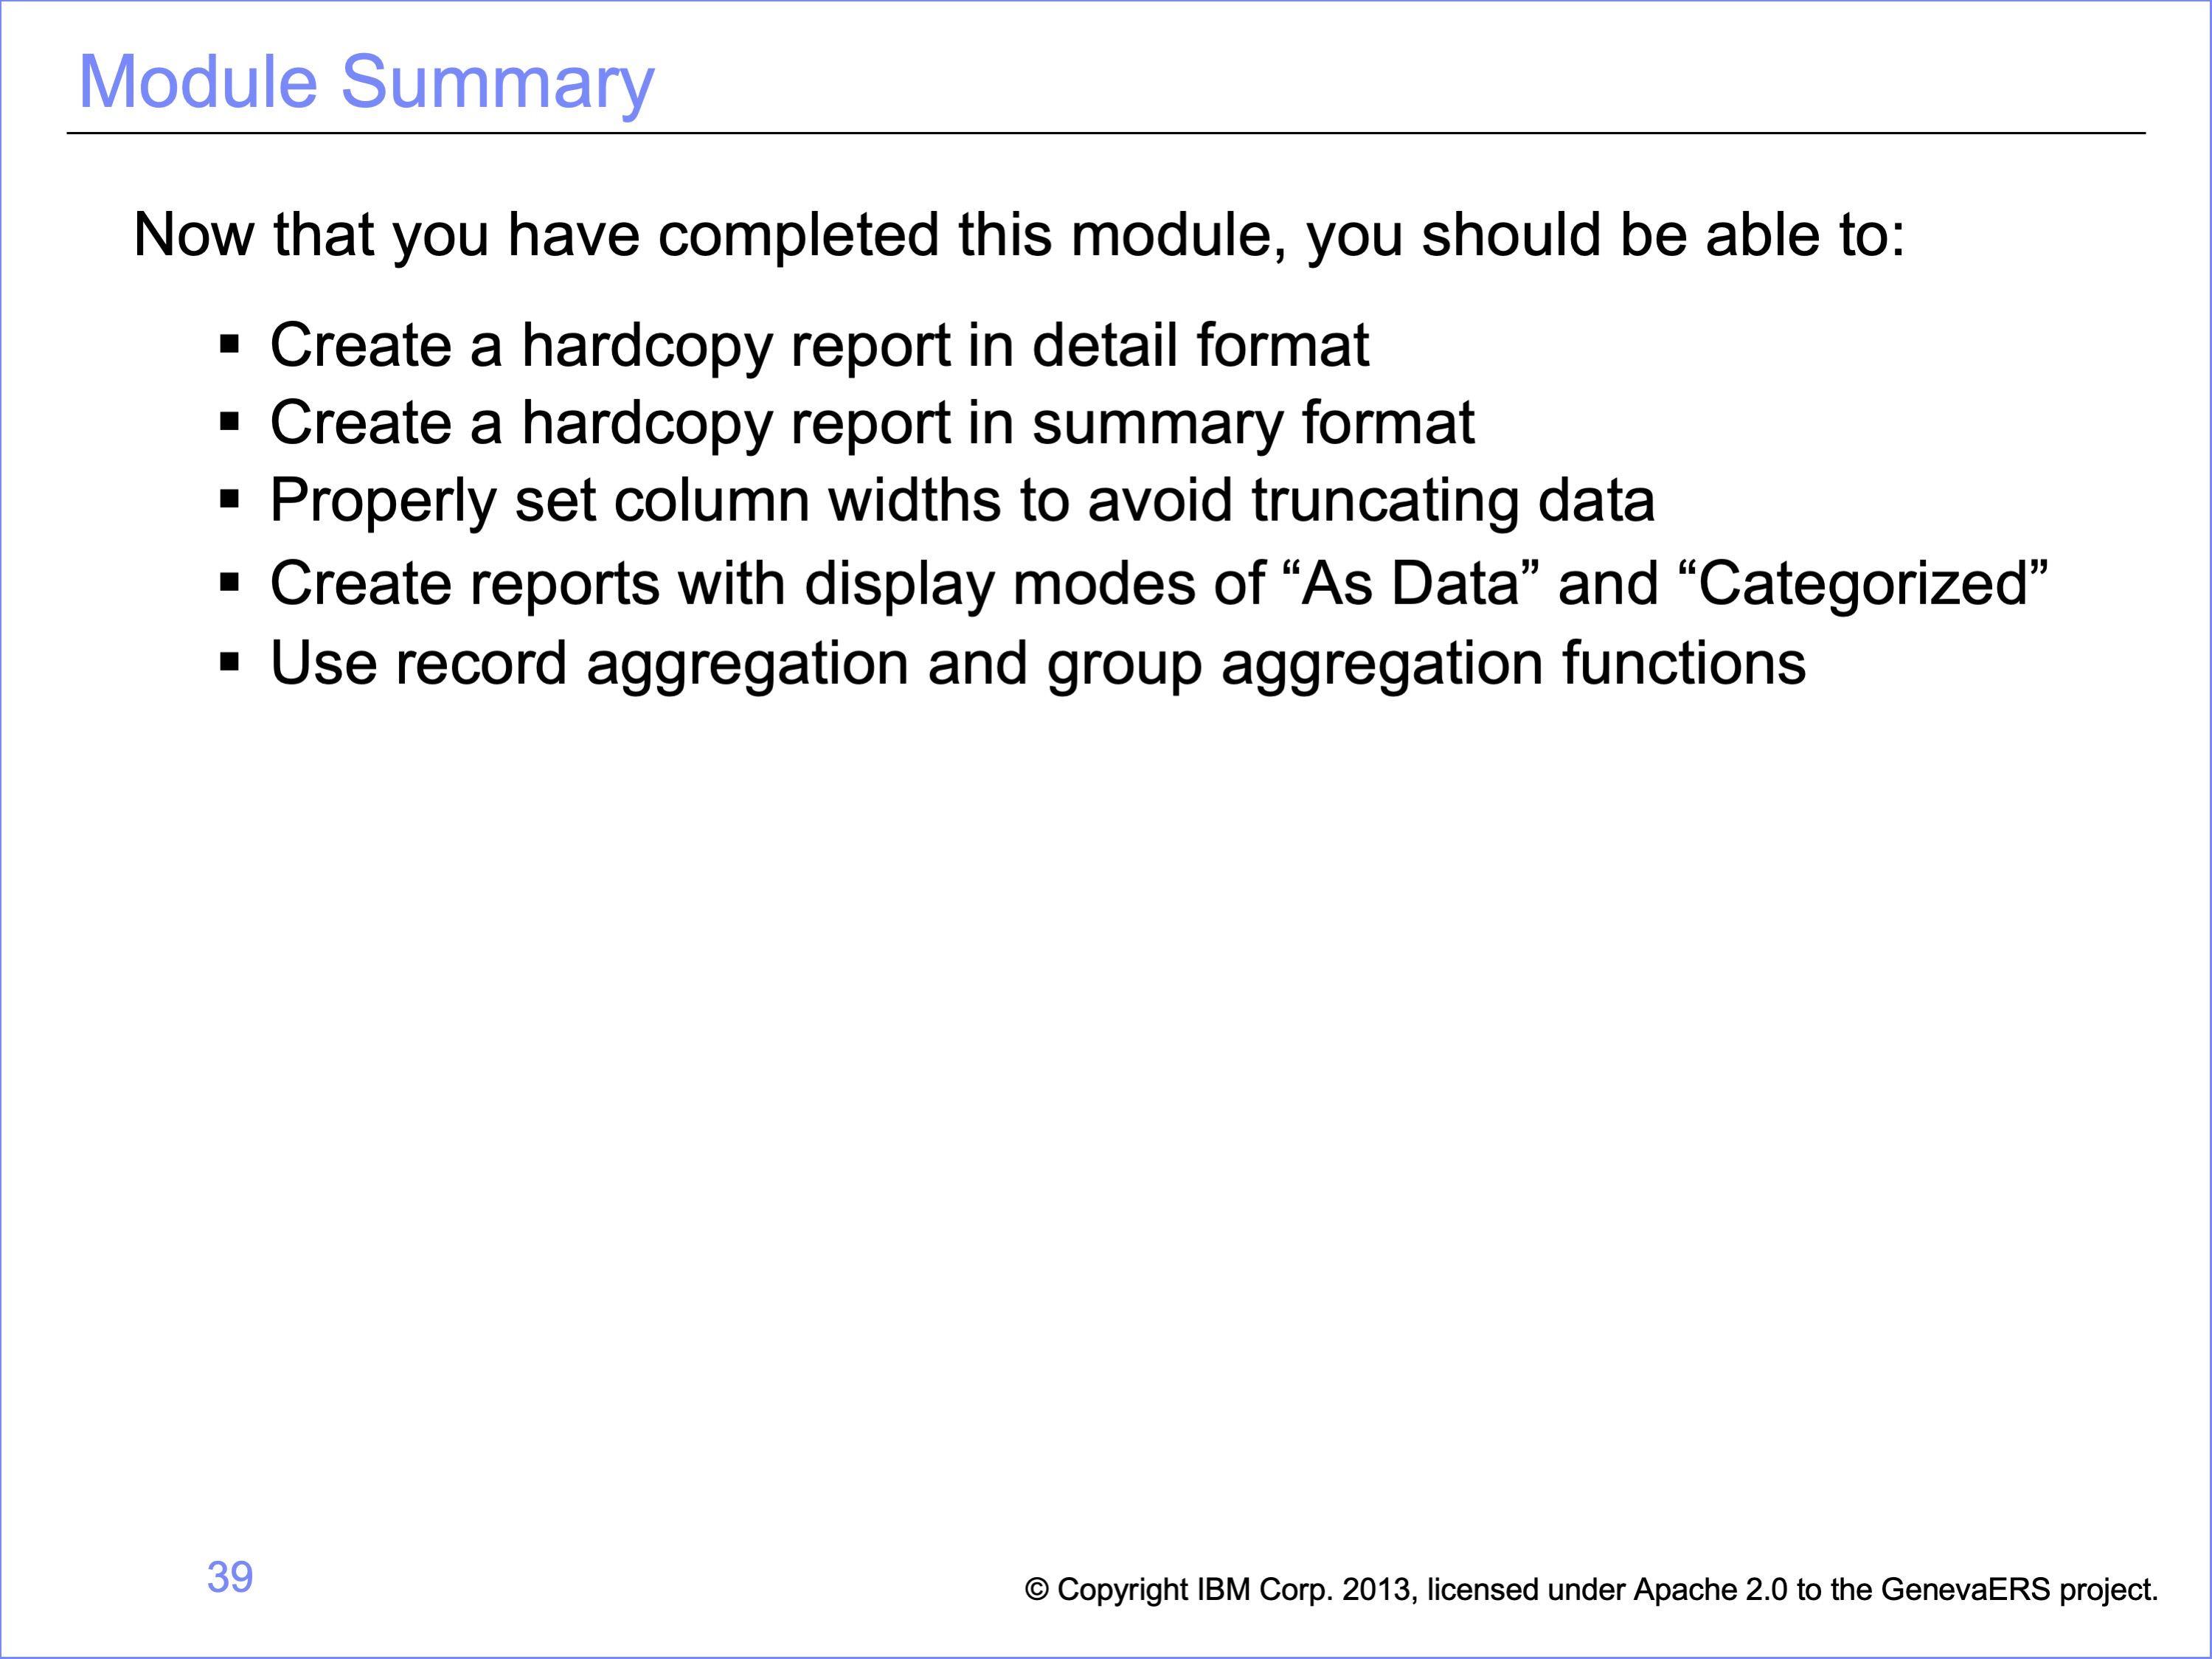 Module Summary
Now that you have completed this module, you should be able to:
▪ Create a hardcopy report in detail format
▪ Create a hardcopy report in summary format
▪ Properly set column widths to avoid truncating data
▪ Create reports with display modes of “As Data” and “Categorized”
▪ Use record aggregation and group aggregation functions
39
© Copyright IBM Corp. 2013, licensed under Apache 2.0 to the GenevaERS project.